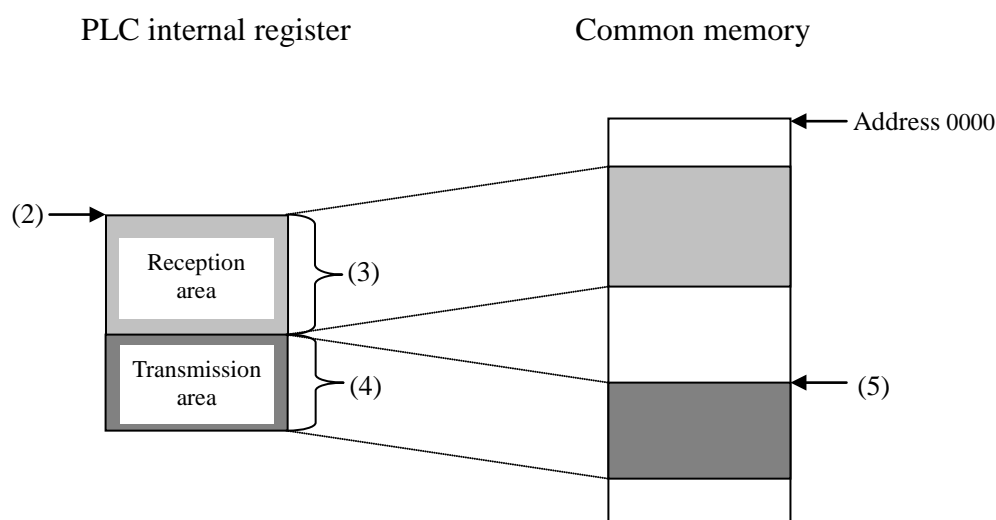 PLC internal register
Common memory
Address 0000
(2)
Reception
area
(3)
Transmission
area
(4)
(5)